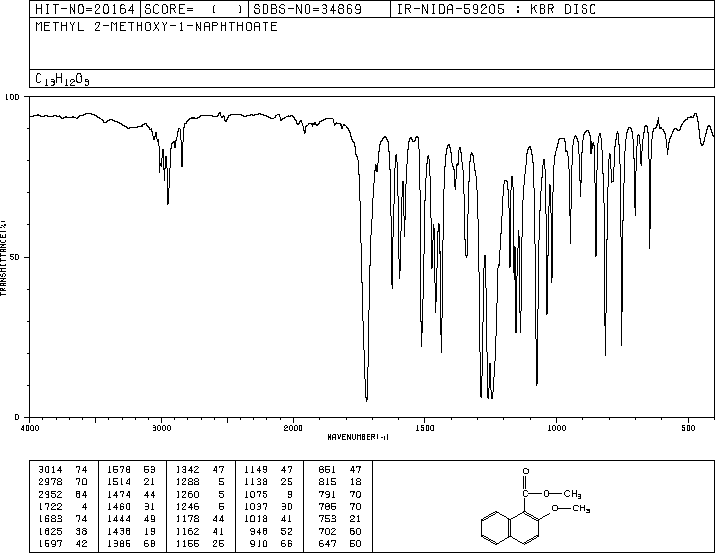 HIT-NO=20164 SCORE= ( ) SDBS-NO=34869 IR-NIDA-59205 : KBR DISC
METHYL 2-METHOXY-1-NAPHTHOATE
C13H12O3
100
TRANSMITTANCE(%)
50
0
4000 3000 2000 1500 1000 500
WAVENUMBER(-1)
3014 74 1578 53 1342 47 1149 47 851 47
2978 70 1514 21 1288 5 1138 25 815 18
2952 64 1474 44 1260 5 1075 9 791 70
1722 4 1460 31 1246 5 1037 30 785 70
1683 74 1444 49 1178 44 1018 41 753 21
1625 38 1438 19 1162 41 948 52 702 60
1597 42 1385 68 1155 25 910 66 647 50
O
C—O—CH3
O—CH3